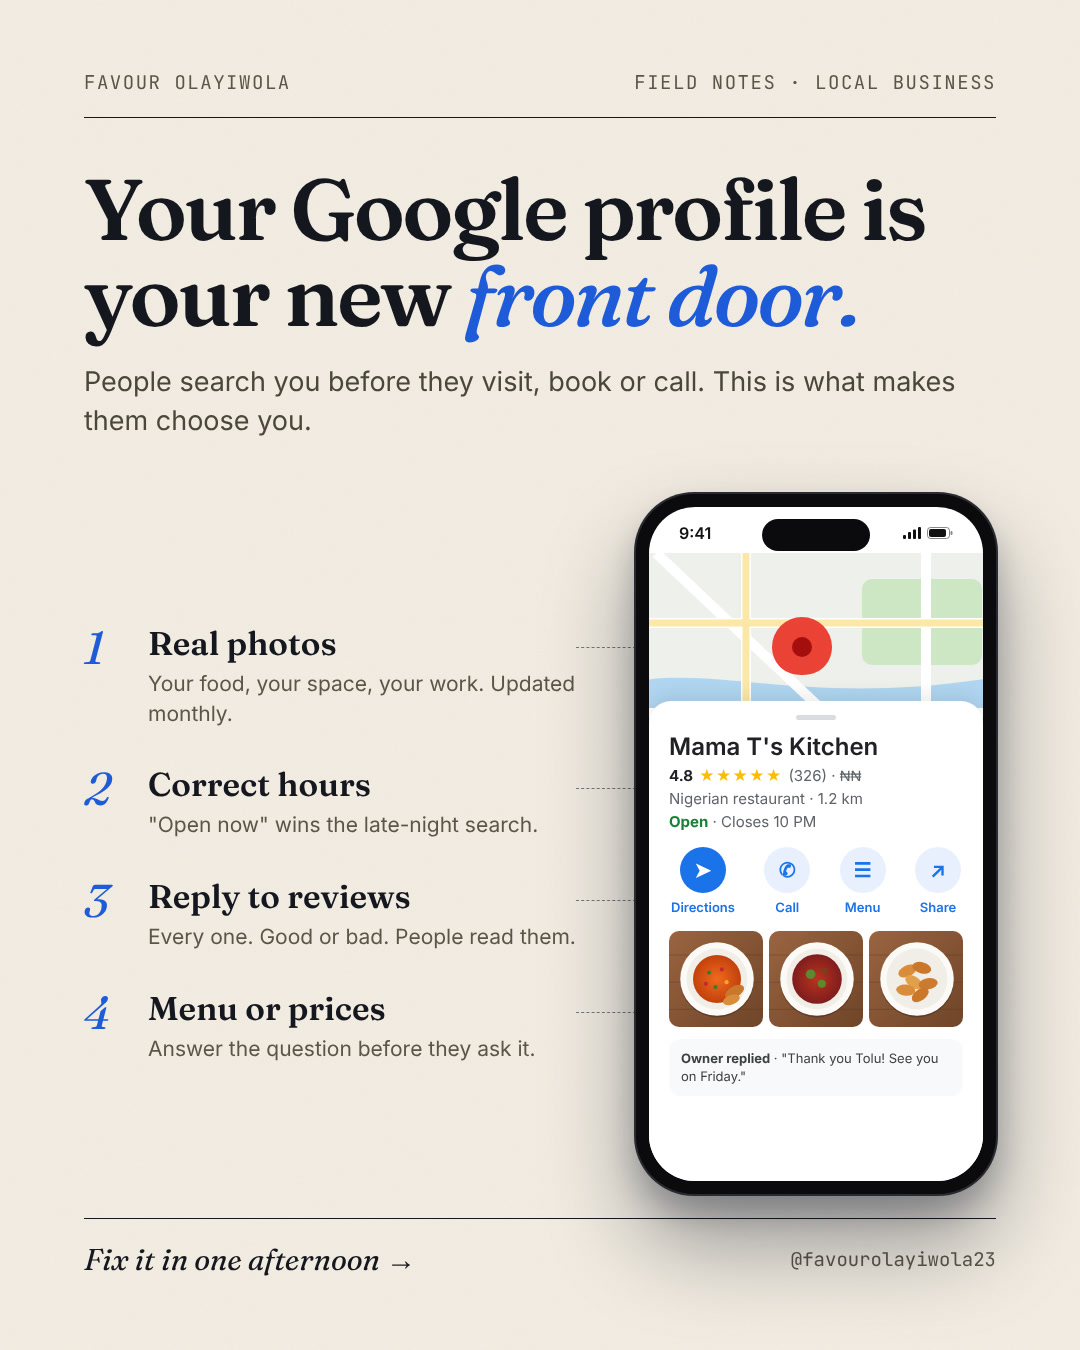 FAVOUR OLAYIWOLA
FIELD NOTES · LOCAL BUSINESS
Your Google profile is
your new front door.
People search you before they visit, book or call. This is what makes
them choose you.
1
Real photos
Your food, your space, your work. Updated
monthly.
2
Correct hours
"Open now" wins the late-night search.
3
Reply to reviews
Every one. Good or bad. People read them.
4
Menu or prices
Answer the question before they ask it.
9:41
Mama T's Kitchen
4.8 ★★★★★ (326) · ₦₦
Nigerian restaurant · 1.2 km
Open · Closes 10 PM
Directions
Call
Menu
Share
Owner replied · "Thank you Tolu! See you
on Friday."
Fix it in one afternoon →
@favourolayiwola23